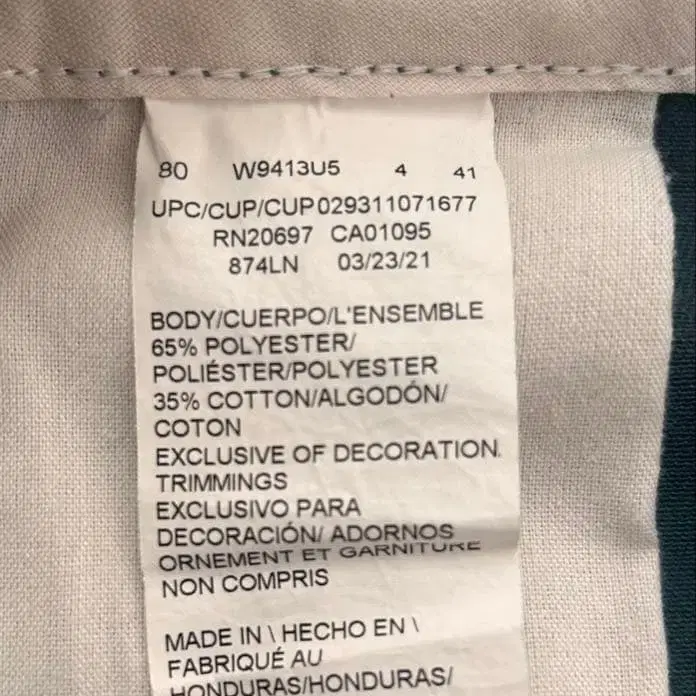 80 W9413U5 4 41
UPC/CUP/CUP 029311071677
RN20697 CA01095
874LN 03/23/21
BODY/CUERPO/L'ENSEMBLE
65% POLYESTER/
POLIÉSTER/POLYESTER
35% COTTON/ALGODÓN/
COTON
EXCLUSIVE OF DECORATION.
TRIMMINGS
EXCLUSIVO PARA
DECORACIÓN/ ADORNOS
ORNEMENT ET GARNITURE
NON COMPRIS
MADE IN \ HECHO EN \
FABRIQUÉ AU
HONDURAS/HONDURAS/